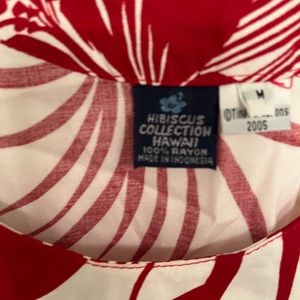 HIBISCUS
COLLECTION
HAWAII
100% RAYON
MADE IN INDONESIA
M
2005